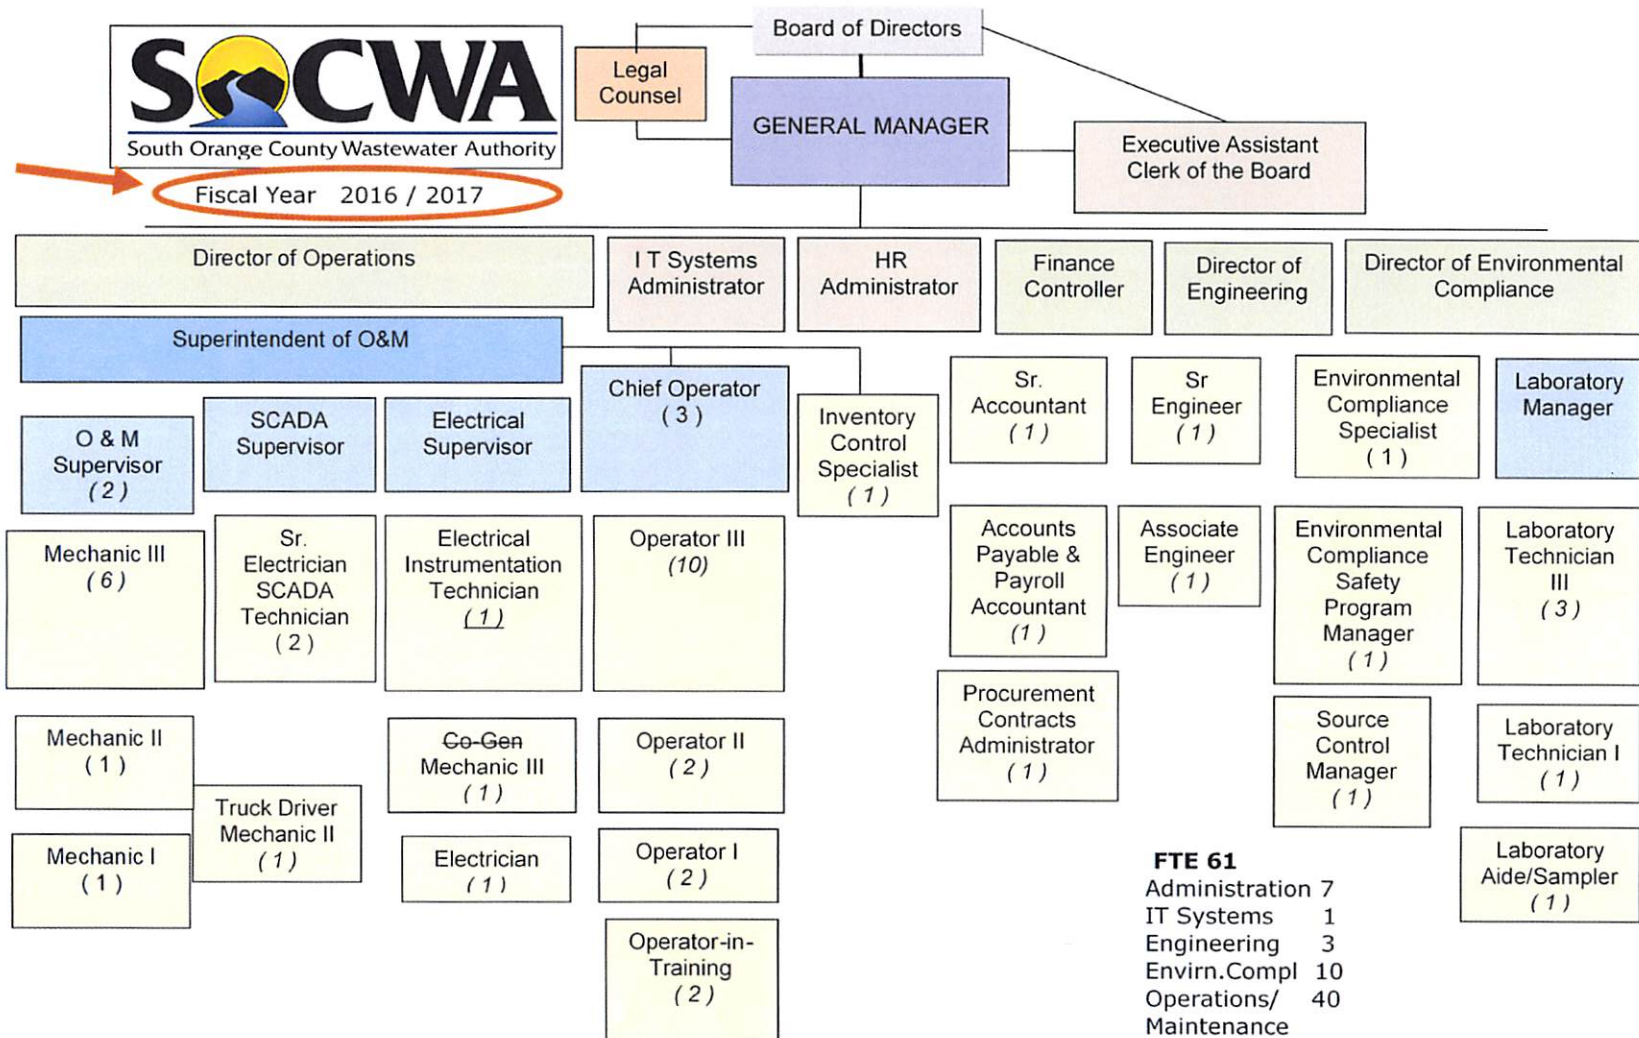 Board of Directors
SOCWA
South Orange County Wastewater Authority
Legal
Counsel
GENERAL MANAGER
Executive Assistant
Clerk of the Board
Fiscal Year 2016 / 2017
Director of Operations
I T Systems
Administrator
HR
Administrator
Finance
Controller
Director of
Engineering
Director of Environmental
Compliance
Superintendent of O&M
Chief Operator
( 3 )
Inventory
Control
Specialist
( 1 )
Sr.
Accountant
( 1 )
Sr
Engineer
( 1 )
Environmental
Compliance
Specialist
( 1 )
Laboratory
Manager
O & M
Supervisor
( 2 )
SCADA
Supervisor
Electrical
Supervisor
Mechanic III
( 6 )
Sr.
Electrician
SCADA
Technician
( 2 )
Electrical
Instrumentation
Technician
( 1 )
Operator III
(10)
Accounts
Payable &
Payroll
Accountant
( 1 )
Associate
Engineer
( 1 )
Environmental
Compliance
Safety
Program
Manager
( 1 )
Laboratory
Technician
III
( 3 )
Mechanic II
( 1 )
Truck Driver
Mechanic II
( 1 )
Co-Gen
Mechanic III
( 1 )
Operator II
( 2 )
Procurement
Contracts
Administrator
( 1 )
Source
Control
Manager
( 1 )
Laboratory
Technician I
( 1 )
Mechanic I
( 1 )
Electrician
( 1 )
Operator I
( 2 )
Laboratory
Aide/Sampler
( 1 )
Operator-in-
Training
( 2 )
FTE 61
Administration 7
IT Systems 1
Engineering 3
Envirn.Compl 10
Operations/ 40
Maintenance